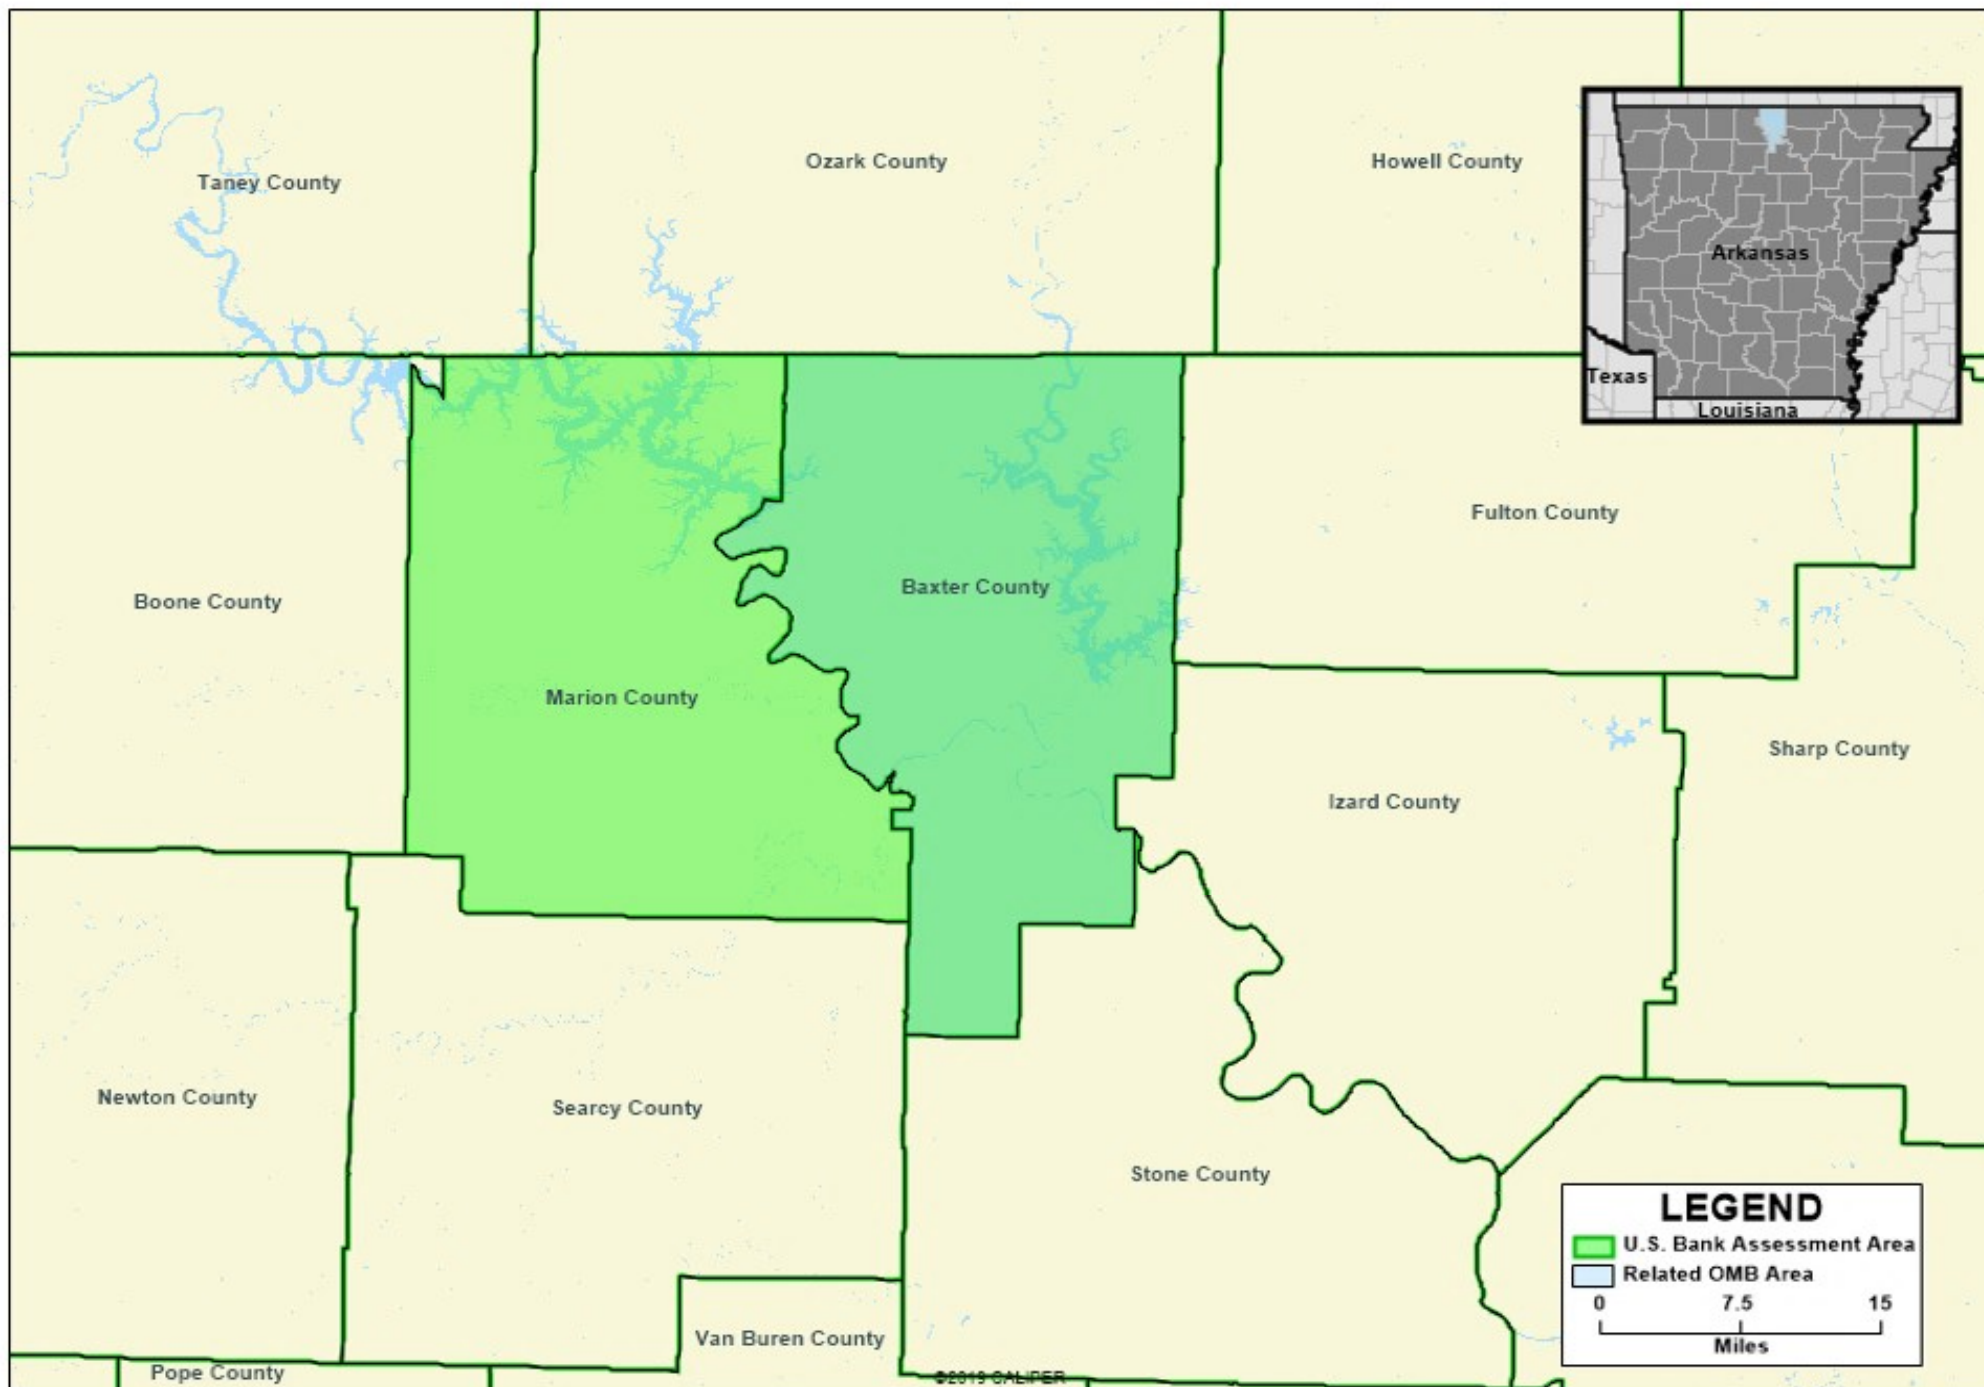 Ozark County
Howell County
Taney County
Arkansas
Texas
Louisiana
Fulton County
Baxter County
Boone County
Marion County
Sharp County
Izard County
Newton County
Searcy County
Stone County
LEGEND
U.S. Bank Assessment Area
Related OMB Area
0 7.5 15
Miles
Van Buren County
Pope County
©2019 CALIPER